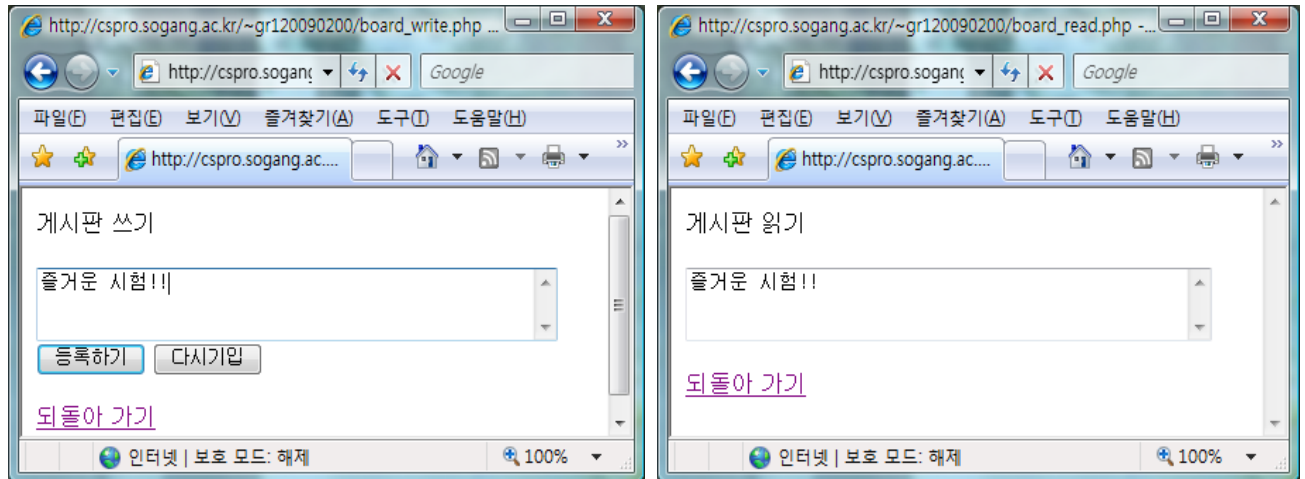 http://cspro.sogang.ac.kr/~gr120090200/board_write.php ...
http://cspro.sogang
Google
파일(F) 편집(E) 보기(V) 즐겨찾기(A) 도구(T) 도움말(H)
http://cspro.sogang.ac....
게시판 쓰기
즐거운 시험!!
등록하기 다시기입
되돌아 가기
인터넷 | 보호 모드: 해제 100%
http://cspro.sogang.ac.kr/~gr120090200/board_read.php -...
http://cspro.sogang
Google
파일(F) 편집(E) 보기(V) 즐겨찾기(A) 도구(T) 도움말(H)
http://cspro.sogang.ac....
게시판 읽기
즐거운 시험!!
되돌아 가기
인터넷 | 보호 모드: 해제 100%